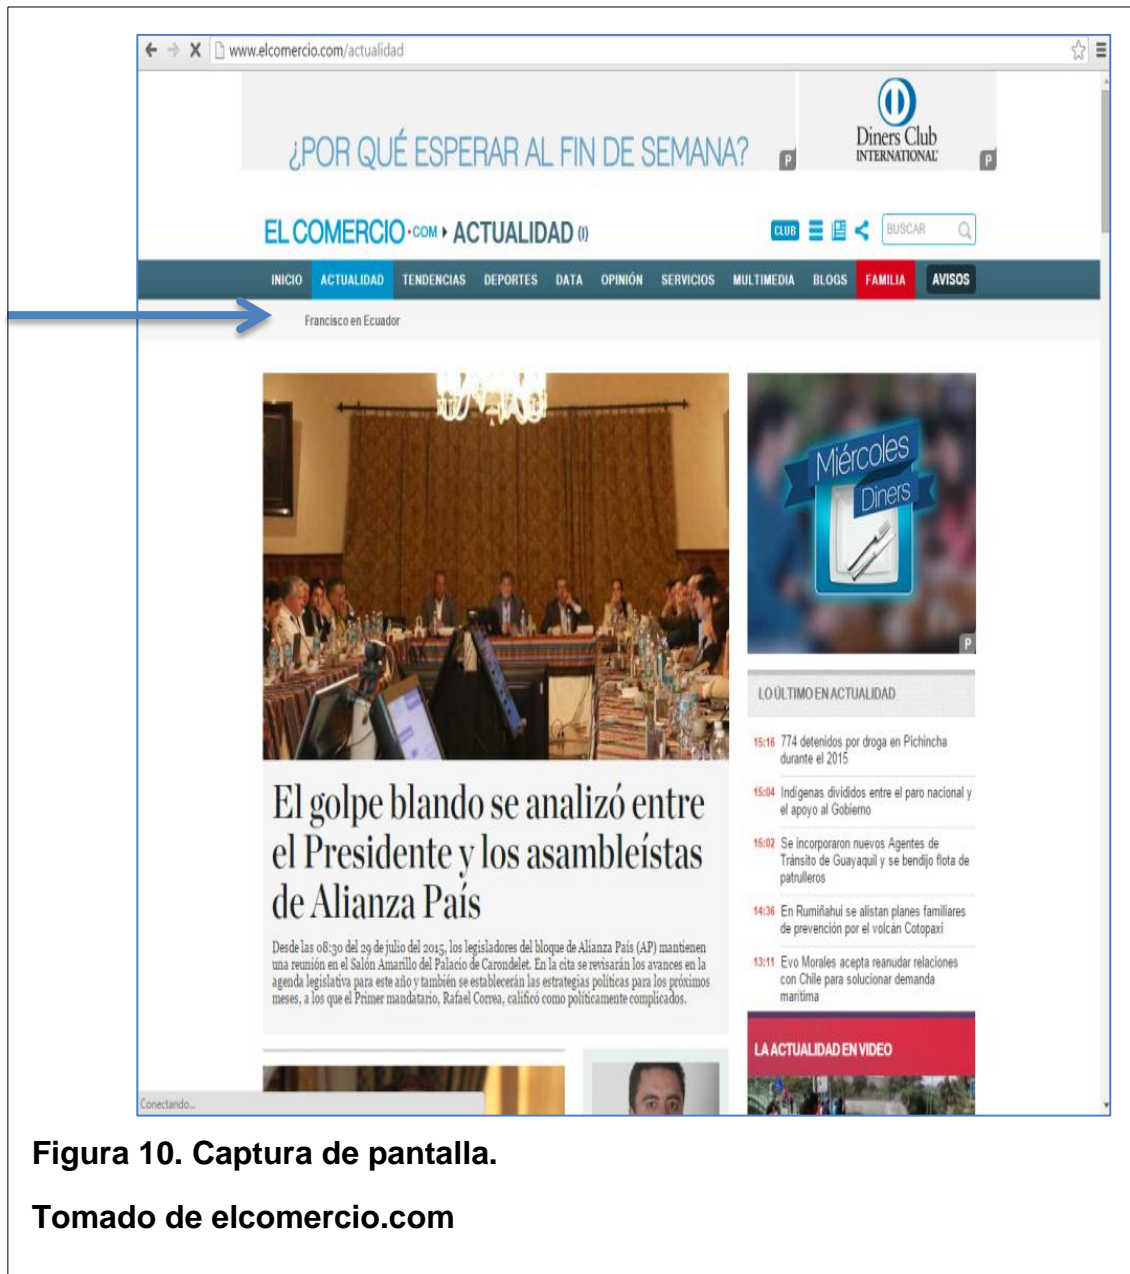 www.elcomercio.com/actualidad
¿POR QUÉ ESPERAR AL FIN DE SEMANA?
P
Diners Club
INTERNATIONAL
P
EL COMERCIO·COM ACTUALIDAD (I)
CLUB
BUSCAR
INICIO ACTUALIDAD TENDENCIAS DEPORTES DATA OPINIÓN SERVICIOS MULTIMEDIA BLOGS FAMILIA AVISOS
Francisco en Ecuador
Miércoles
Diners
P
El golpe blando se analizó entre
el Presidente y los asambleístas
de Alianza País
Desde las 08:30 del 29 de julio del 2015, los legisladores del bloque de Alianza País (AP) mantienen
una reunión en el Salón Amarillo del Palacio de Carondelet. En la cita se revisarán los avances en la
agenda legislativa para este año y también se establecerán las estrategias políticas para los próximos
meses, a los que el Primer mandatario, Rafael Correa, calificó como políticamente complicados.
LO ÚLTIMO EN ACTUALIDAD
15:16 774 detenidos por droga en Pichincha
durante el 2015
15:04 Indígenas divididos entre el paro nacional y
el apoyo al Gobierno
15:02 Se incorporaron nuevos Agentes de
Tránsito de Guayaquil y se bendijo flota de
patrulleros
14:36 En Rumiñahui se alistan planes familiares
de prevención por el volcán Cotopaxi
13:11 Evo Morales acepta reanudar relaciones
con Chile para solucionar demanda
marítima
LA ACTUALIDAD EN VIDEO
Conectando...
Figura 10. Captura de pantalla.
Tomado de elcomercio.com